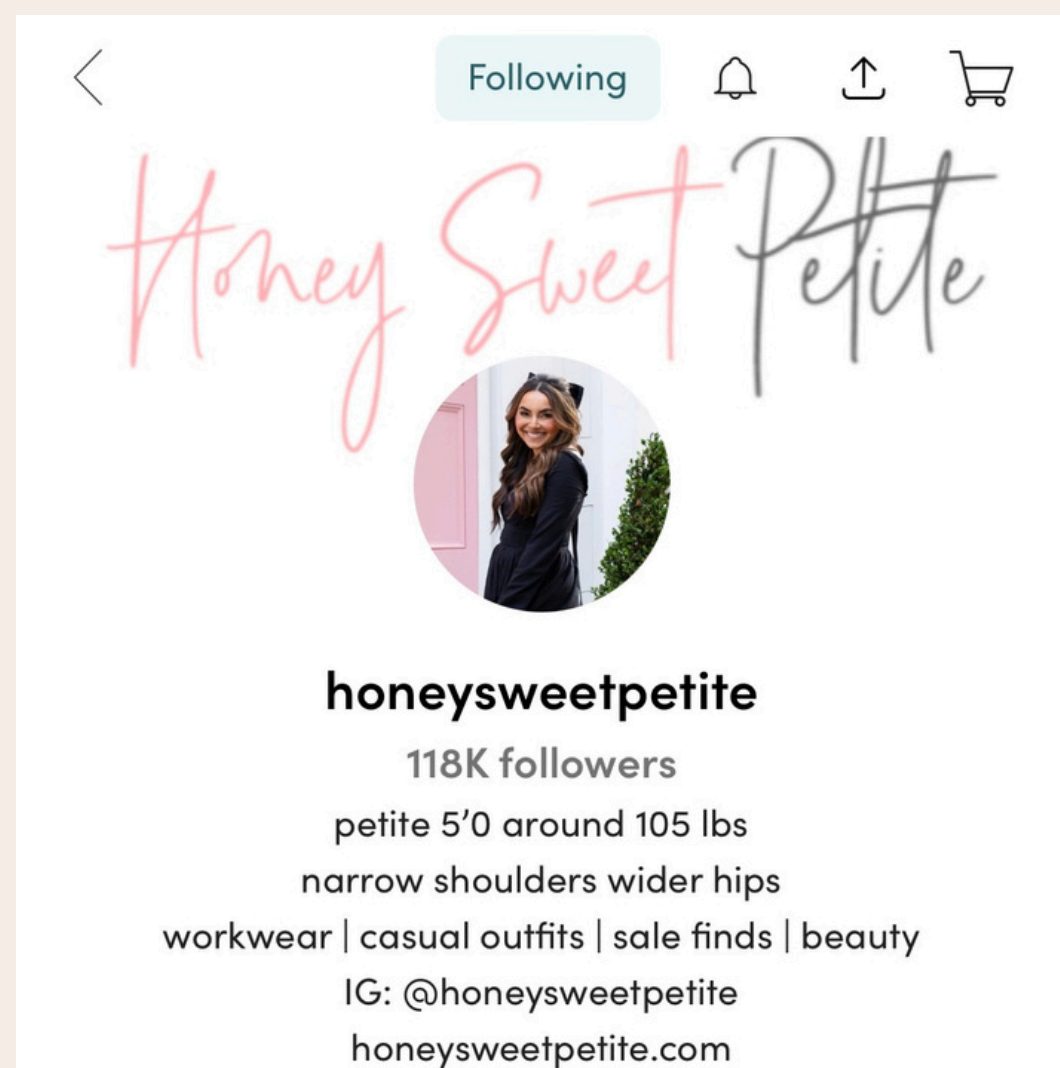 Following
Honey Sweet Petite
honeysweetpetite
118K followers
petite 5’0 around 105 lbs
narrow shoulders wider hips
workwear | casual outfits | sale finds | beauty
IG: @honeysweetpetite
honeysweetpetite.com